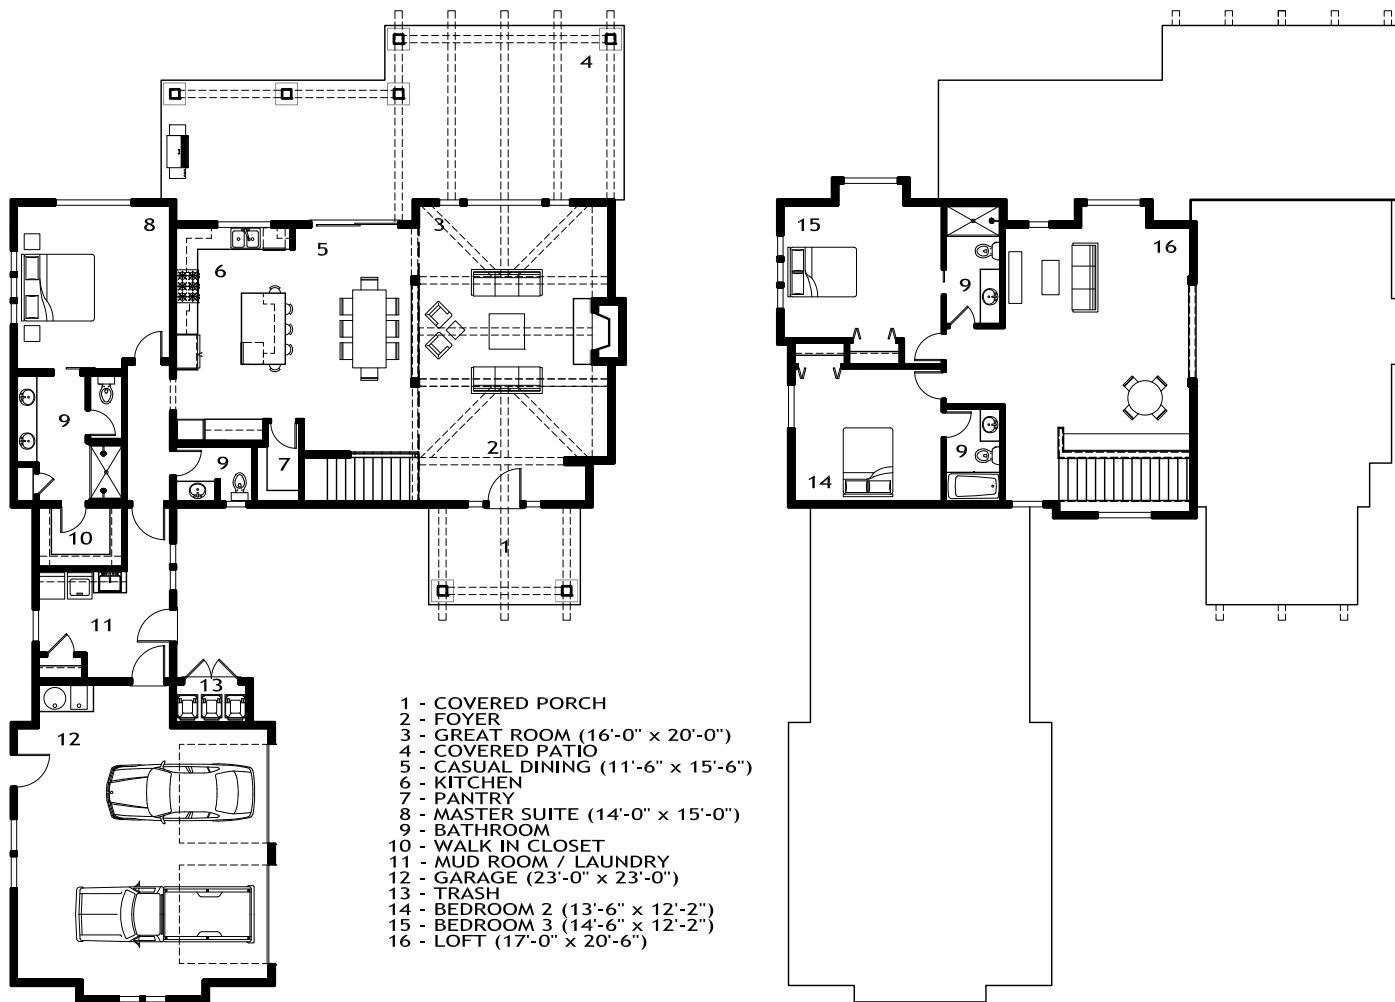 4
8
3
5
6
15
16
9
9
2
9
7
14
9
10
1
11
13
12
1 - COVERED PORCH
2 - FOYER
3 - GREAT ROOM (16'-0" x 20'-0")
4 - COVERED PATIO
5 - CASUAL DINING (11'-6" x 15'-6")
6 - KITCHEN
7 - PANTRY
8 - MASTER SUITE (14'-0" x 15'-0")
9 - BATHROOM
10 - WALK IN CLOSET
11 - MUD ROOM / LAUNDRY
12 - GARAGE (23'-0" x 23'-0")
13 - TRASH
14 - BEDROOM 2 (13'-6" x 12'-2")
15 - BEDROOM 3 (14'-6" x 12'-2")
16 - LOFT (17'-0" x 20'-6")